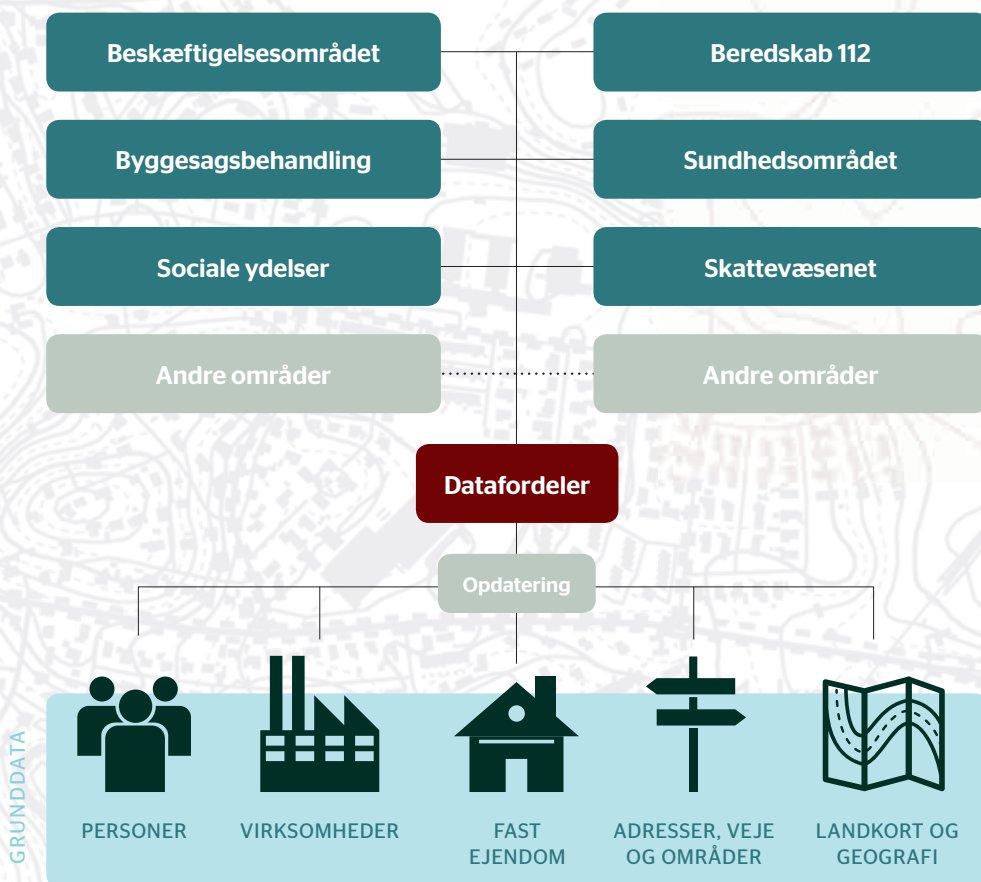 Beskæftigelsesområdet
Beredskab 112
Byggesagsbehandling
Sundhedsområdet
Sociale ydelser
Skattevæsenet
Andre områder
Andre områder
Datafordeler
Opdatering
GRUNDDATA
PERSONER
VIRKSOMHEDER
FAST
EJENDOM
ADRESSER, VEJE
OG OMRÅDER
LANDKORT OG
GEOGRAFI